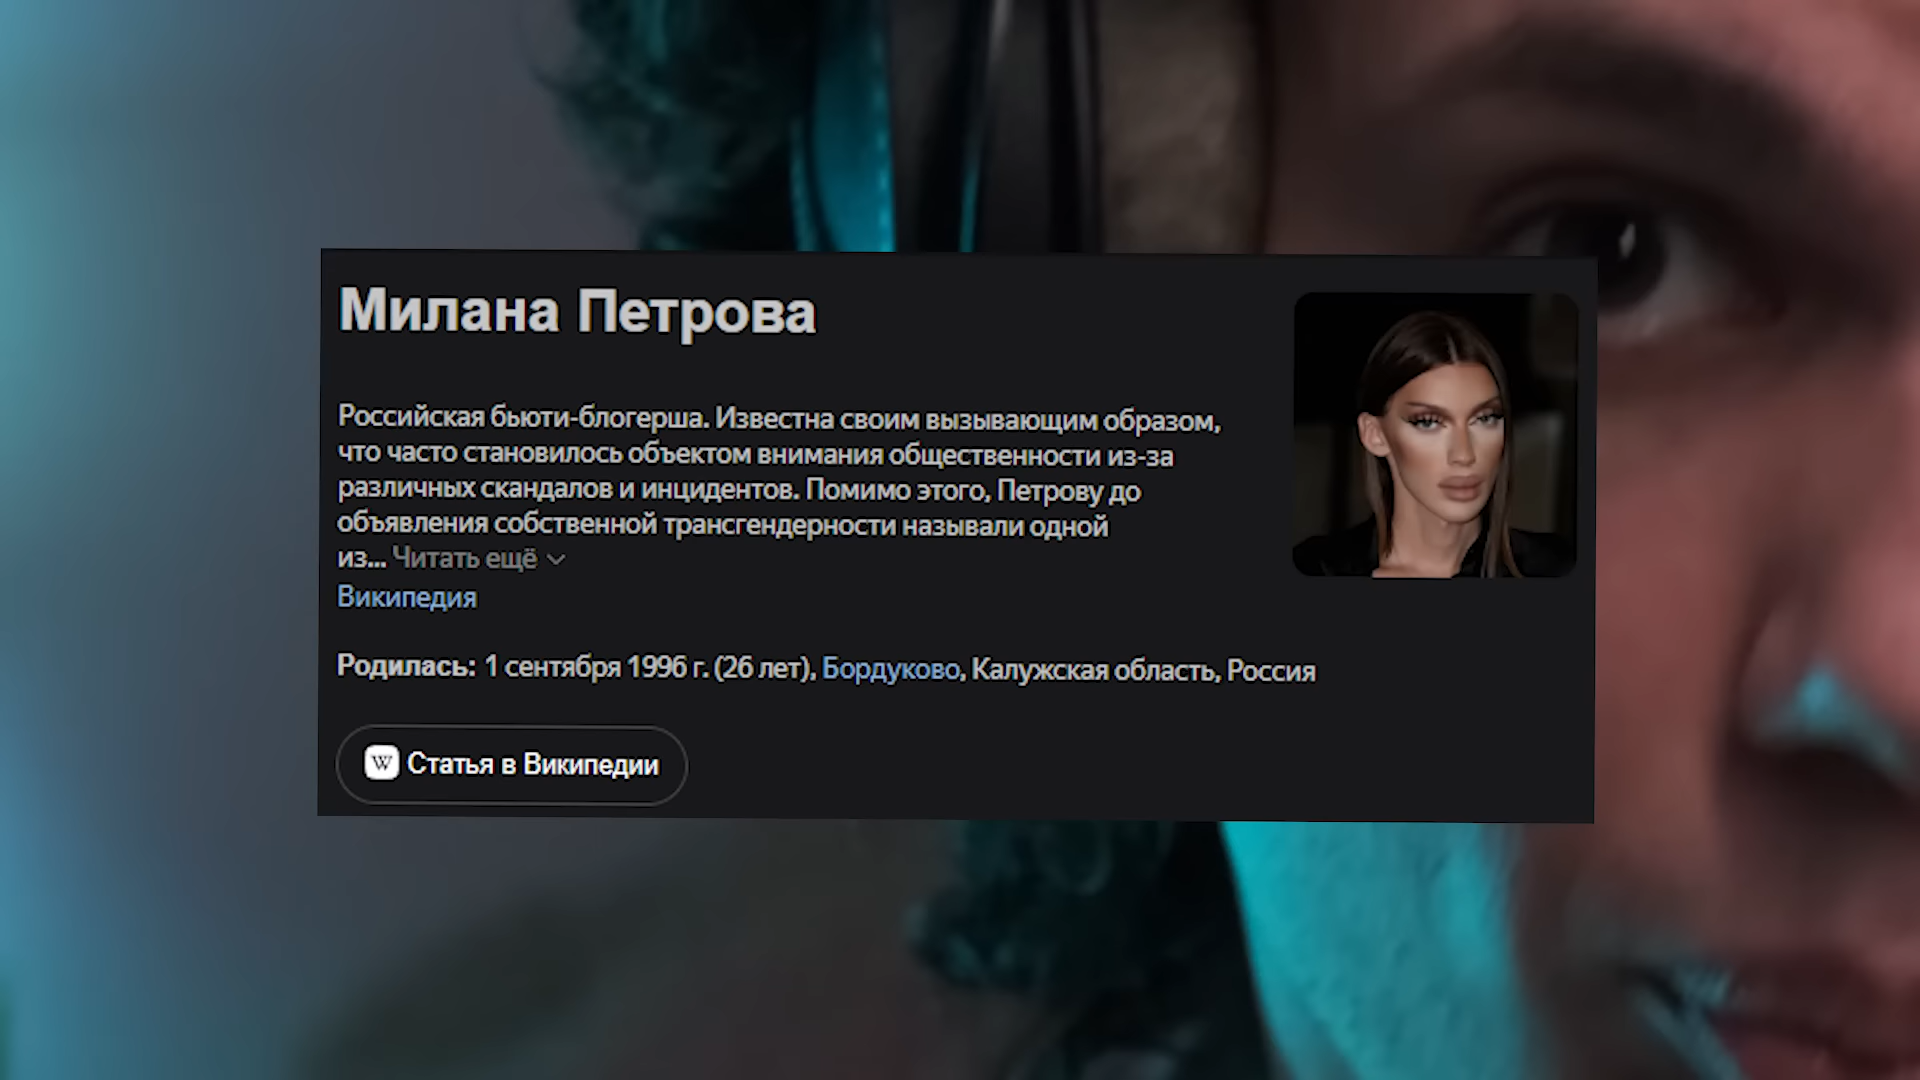 Милана Петрова
Российская бьюти-блогерша. Известна своим вызывающим образом,
что часто становилось объектом внимания общественности из-за
различных скандалов и инцидентов. Помимо этого, Петрову до
объявления собственной трансгендерности называли одной
из... Читать ещё
Википедия
Родилась: 1 сентября 1996 г. (26 лет), Бордуково, Калужская область, Россия
W Статья в Википедии